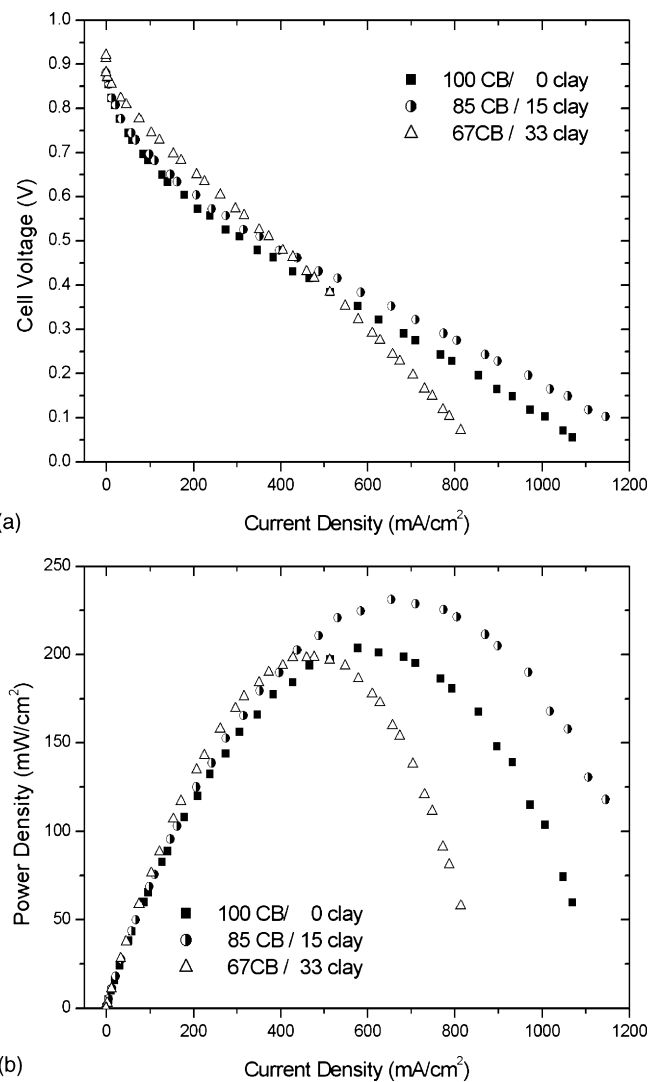 1.0
0.9
0.8
0.7
0.6
0.5
0.4
0.3
0.2
0.1
0.0
Cell Voltage (V)
100 CB/ 0 clay
85 CB / 15 clay
67CB / 33 clay
0 200 400 600 800 1000 1200
(a)
Current Density (mA/cm²)
250
200
150
100
50
0
Power Density (mW/cm²)
100 CB/ 0 clay
85 CB / 15 clay
67CB / 33 clay
0 200 400 600 800 1000 1200
(b)
Current Density (mA/cm²)